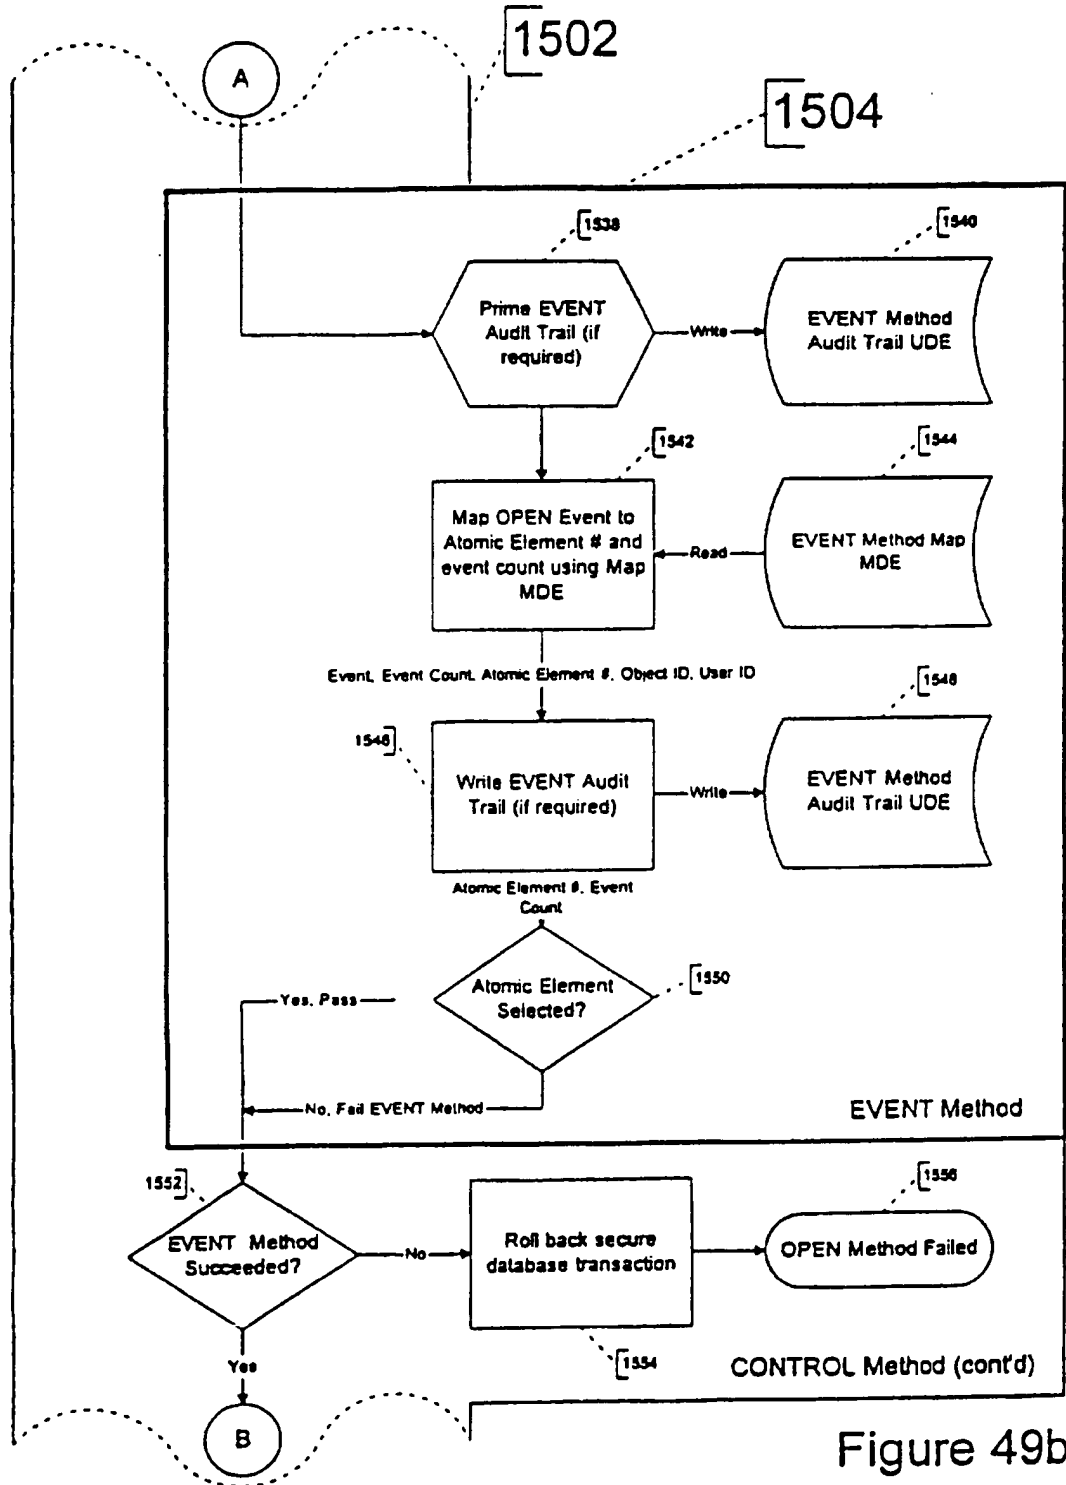 1502
A
1504
1538
1540
Prime EVENT
Audit Trail (if
required)
Write
EVENT Method
Audit Trail UDE
1542
1544
Map OPEN Event to
Atomic Element # and
event count using Map
MDE
Read
EVENT Method Map
MDE
Event, Event Count, Atomic Element #, Object ID, User ID
1546
1548
Write EVENT Audit
Trail (if required)
Write
EVENT Method
Audit Trail UDE
Atomic Element #, Event
Count
1550
Atomic Element
Selected?
Yes, Pass
No, Fail EVENT Method
EVENT Method
1552
1556
EVENT Method
Succeeded?
No
Roll back secure
database transaction
OPEN Method Failed
Yes
1554
CONTROL Method (cont'd)
B
Figure 49b